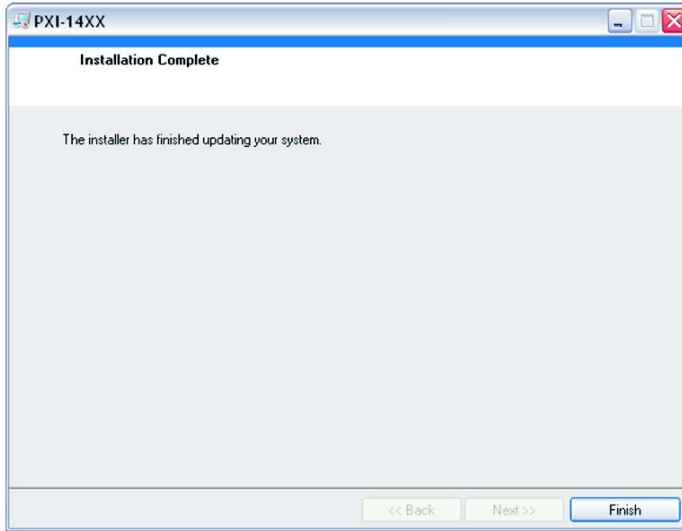 PXI-14XX
Installation Complete
The installer has finished updating your system.
<< Back Next >> Finish